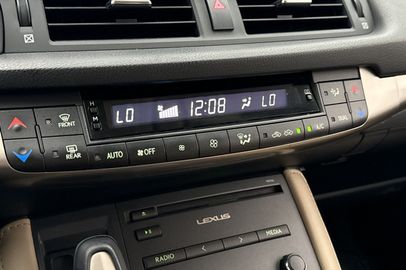 H
LO 12:08 LO
M
FRONT
REAR AUTO OFF A/C DUAL
LEXUS
RADIO MEDIA